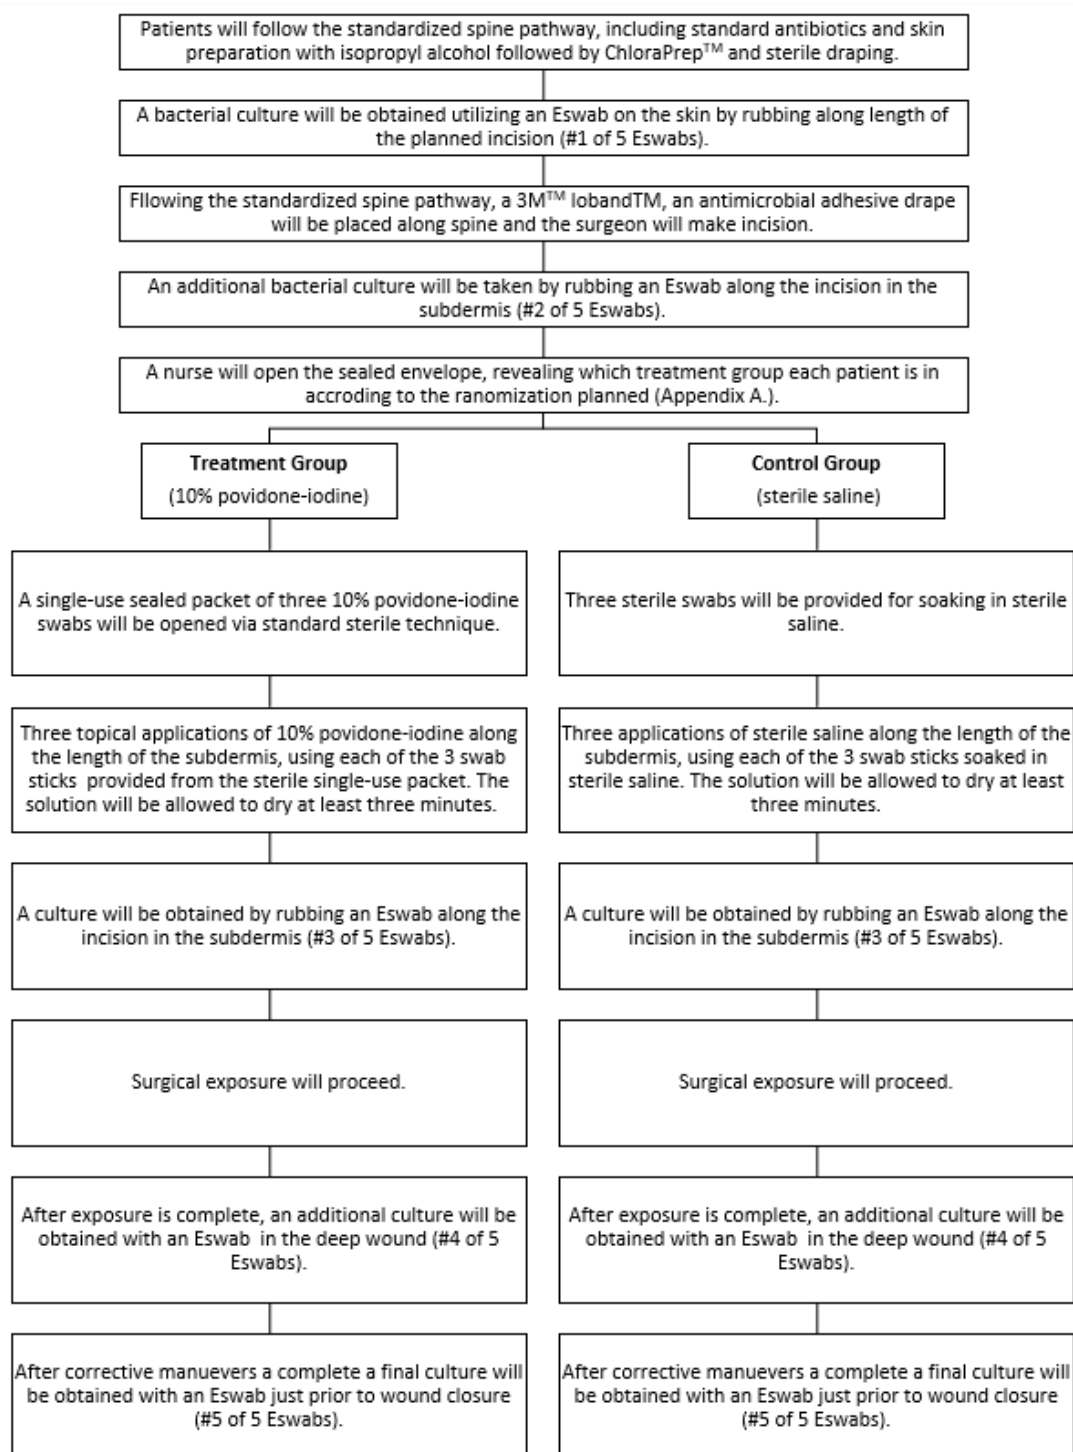 Patients will follow the standardized spine pathway, including standard antibiotics and skin
preparation with isopropyl alcohol followed by ChloraPrep™ and sterile draping.
A bacterial culture will be obtained utilizing an Eswab on the skin by rubbing along length of
the planned incision (#1 of 5 Eswabs).
Fllowing the standardized spine pathway, a 3M™ IobandTM, an antimicrobial adhesive drape
will be placed along spine and the surgeon will make incision.
An additional bacterial culture will be taken by rubbing an Eswab along the incision in the
subdermis (#2 of 5 Eswabs).
A nurse will open the sealed envelope, revealing which treatment group each patient is in
accroding to the ranomization planned (Appendix A.).
Treatment Group
(10% povidone-iodine)
Control Group
(sterile saline)
A single-use sealed packet of three 10% povidone-iodine
swabs will be opened via standard sterile technique.
Three sterile swabs will be provided for soaking in sterile
saline.
Three topical applications of 10% povidone-iodine along
the length of the subdermis, using each of the 3 swab
sticks provided from the sterile single-use packet. The
solution will be allowed to dry at least three minutes.
Three applications of sterile saline along the length of the
subdermis, using each of the 3 swab sticks soaked in
sterile saline. The solution will be allowed to dry at least
three minutes.
A culture will be obtained by rubbing an Eswab along the
incision in the subdermis (#3 of 5 Eswabs).
A culture will be obtained by rubbing an Eswab along the
incision in the subdermis (#3 of 5 Eswabs).
Surgical exposure will proceed.
Surgical exposure will proceed.
After exposure is complete, an additional culture will be
obtained with an Eswab in the deep wound (#4 of 5
Eswabs).
After exposure is complete, an additional culture will be
obtained with an Eswab in the deep wound (#4 of 5
Eswabs).
After corrective manuevers a complete a final culture will
be obtained with an Eswab just prior to wound closure
(#5 of 5 Eswabs).
After corrective manuevers a complete a final culture will
be obtained with an Eswab just prior to wound closure
(#5 of 5 Eswabs).